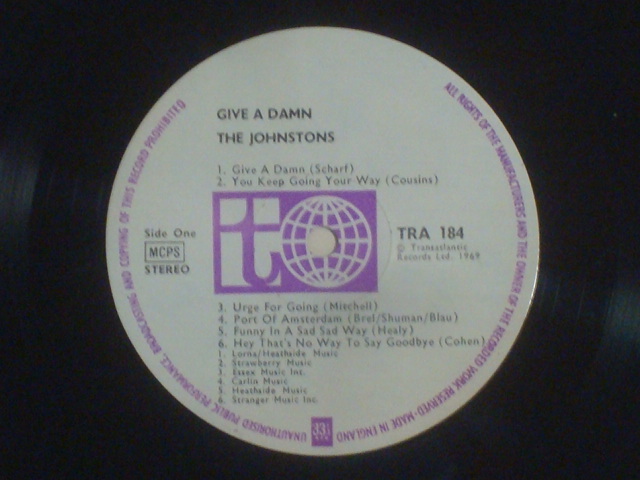 GIVE A DAMN
THE JOHNSTONS
1. Give A Damn (Scharf)
2. You Keep Going Your Way (Cousins)
Side One
MCPS
STEREO
t
TRA 184
© Transatlantic
Records Ltd. 1969
3. Urge For Going (Mitchell)
4. Port Of Amsterdam (Brel/Shuman/Blau)
5. Funny In A Sad Sad Way (Healy)
6. Hey That's No Way To Say Goodbye (Cohen)
1. Lorna/Heathside Music
2. Strawberry Music
3. Essex Music Inc.
4. Carlin Music
5. Heathside Music
6. Stranger Music Inc.
33⅓
RPM
ALL RIGHTS OF THE MANUFACTURERS AND THE OWNER OF THE RECORDED WORK RESERVED-MADE IN ENGLAND
UNAUTHORISED PUBLIC PERFORMANCE, BROADCASTING AND COPYING OF THIS RECORD PROHIBITED